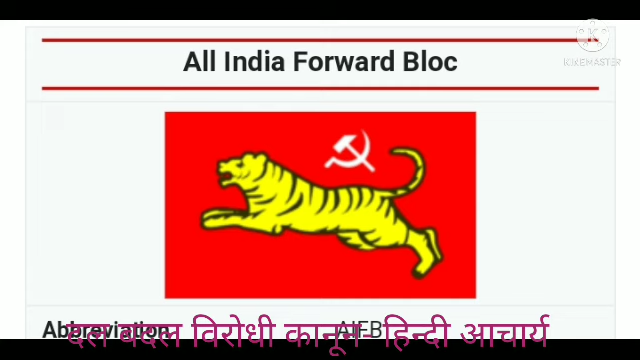 KINEMASTER
All India Forward Bloc
Abbreviation AIFB
दल बदल विरोधी कानून- हिन्दी आचार्य